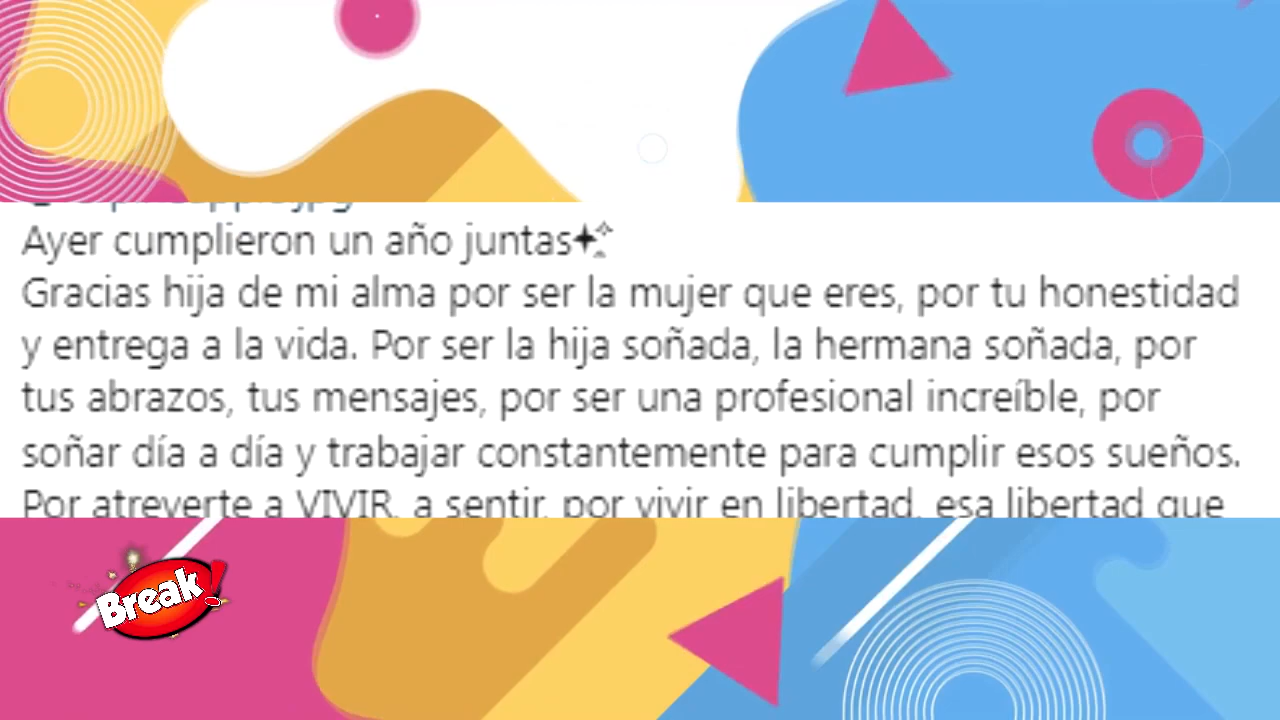 Ayer cumplieron un año juntas
Gracias hija de mi alma por ser la mujer que eres, por tu honestidad
y entrega a la vida. Por ser la hija soñada, la hermana soñada, por
tus abrazos, tus mensajes, por ser una profesional increíble, por
soñar día a día y trabajar constantemente para cumplir esos sueños.
Por atreverte a VIVIR, a sentir, por vivir en libertad, esa libertad que
Break!